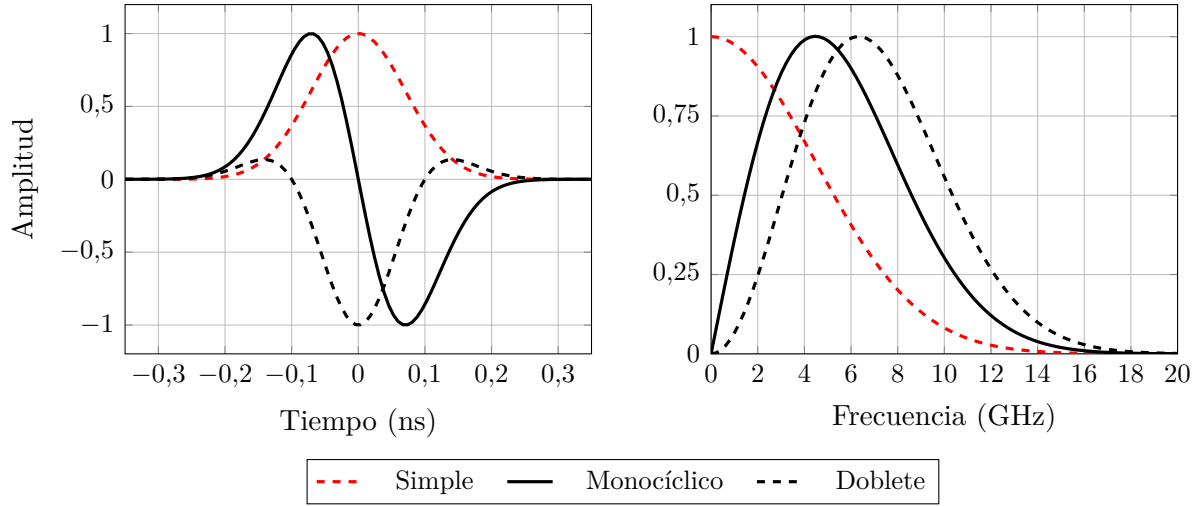 1
0,5
0
−0,5
−1
Amplitud
−0,3 −0,2 −0,1 0 0,1 0,2 0,3
Tiempo (ns)
1
0,75
0,5
0,25
0
0 2 4 6 8 10 12 14 16 18 20
Frecuencia (GHz)
Simple Monocíclico Doblete